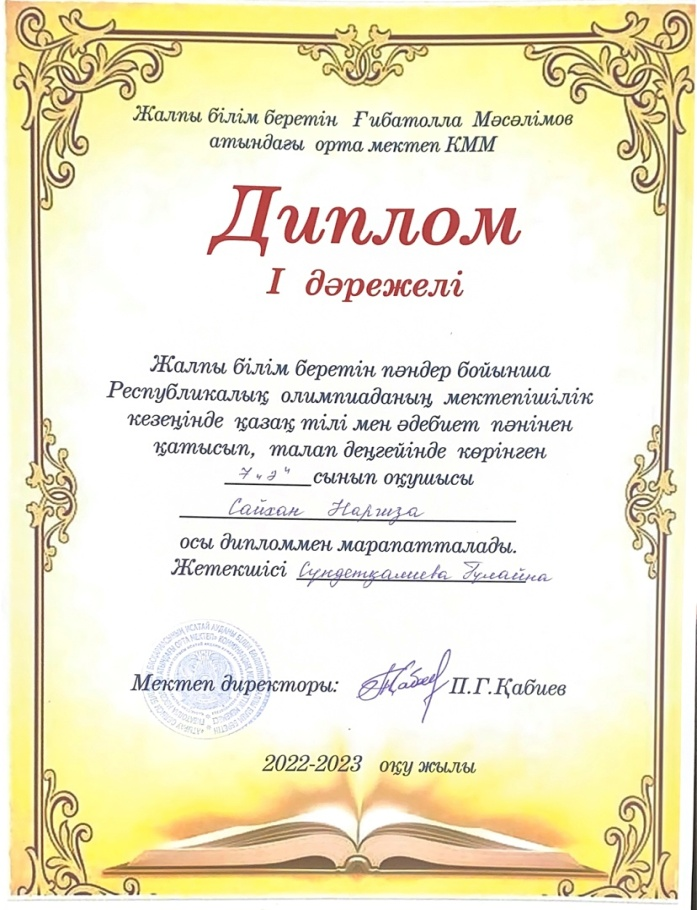 Жалпы білім беретін Ғибатолла Мәсәлімов
атындағы орта мектеп КММ
Диплом
I дәрежелі
Жалпы білім беретін пәндер бойынша
Республикалық олимпиаданың мектепішілік
кезеңінде қазақ тілі мен әдебиет пәнінен
қатысып, талап деңгейінде көрінген
7 "ә" сынып оқушысы
Сайхан Наргиза
осы дипломмен марапатталады.
Жетекшісі Сүндетқалиева Гүлайна
Мектеп директоры: П.Г.Қабиев
2022-2023 оқу жылы